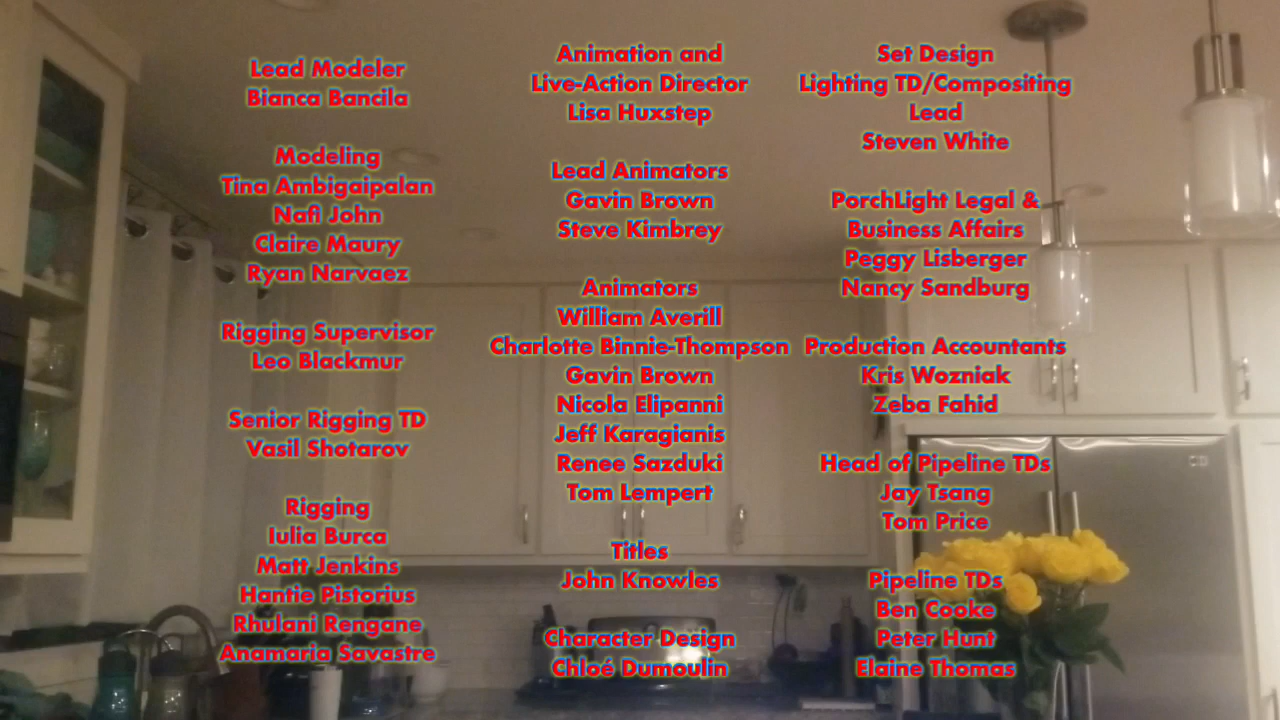 Lead Modeler
Bianca Bancila
Modeling
Tina Ambigaipalan
Nafi John
Claire Maury
Ryan Narvaez
Rigging Supervisor
Leo Blackmur
Senior Rigging TD
Vasil Shotarov
Rigging
Iulia Burca
Matt Jenkins
Hantie Pistorius
Rhulani Rengane
Anamaria Savastre
Animation and
Live-Action Director
Lisa Huxstep
Lead Animators
Gavin Brown
Steve Kimbrey
Animators
William Averill
Charlotte Binnie-Thompson
Gavin Brown
Nicola Elipanni
Jeff Karagianis
Renee Sazduki
Tom Lempert
Titles
John Knowles
Character Design
Chloé Dumoulin
Set Design
Lighting TD/Compositing
Lead
Steven White
PorchLight Legal &
Business Affairs
Peggy Lisberger
Nancy Sandburg
Production Accountants
Kris Wozniak
Zeba Fahid
Head of Pipeline TDs
Jay Tsang
Tom Price
Pipeline TDs
Ben Cooke
Peter Hunt
Elaine Thomas